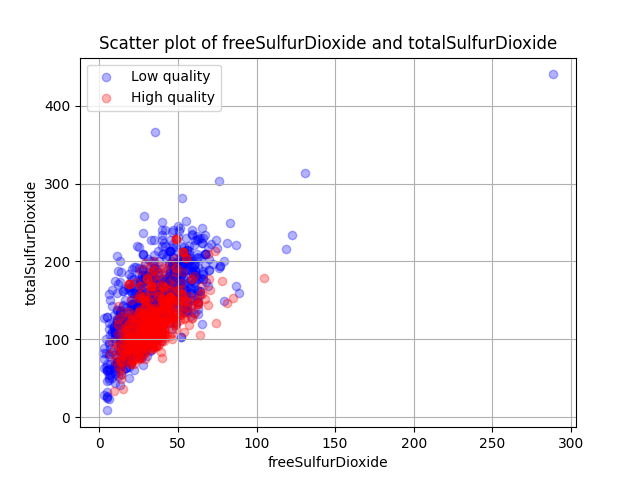 Scatter plot of freeSulfurDioxide and totalSulfurDioxide
Low quality
High quality
400
300
200
100
0
totalSulfurDioxide
0 50 100 150 200 250 300
freeSulfurDioxide